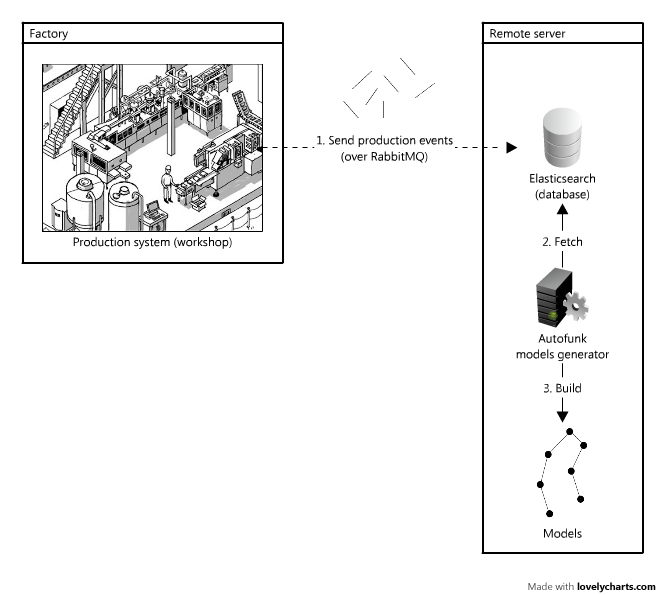 Factory
Production system (workshop)
1. Send production events
(over RabbitMQ)
Remote server
Elasticsearch
(database)
2. Fetch
Autofunk
models generator
3. Build
Models
Made with lovelycharts.com